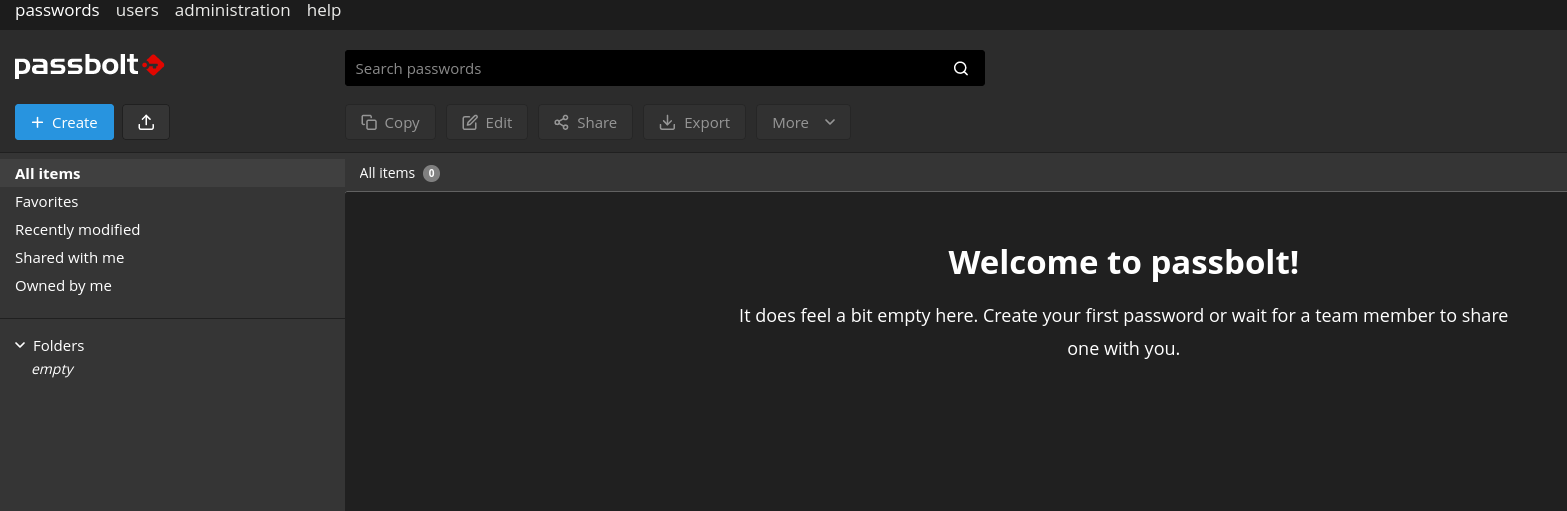 passwords users administration help
passbolt
Search passwords
Create
Copy Edit Share Export More
All items
Favorites
Recently modified
Shared with me
Owned by me
Folders
empty
All items 0
Welcome to passbolt!
It does feel a bit empty here. Create your first password or wait for a team member to share
one with you.